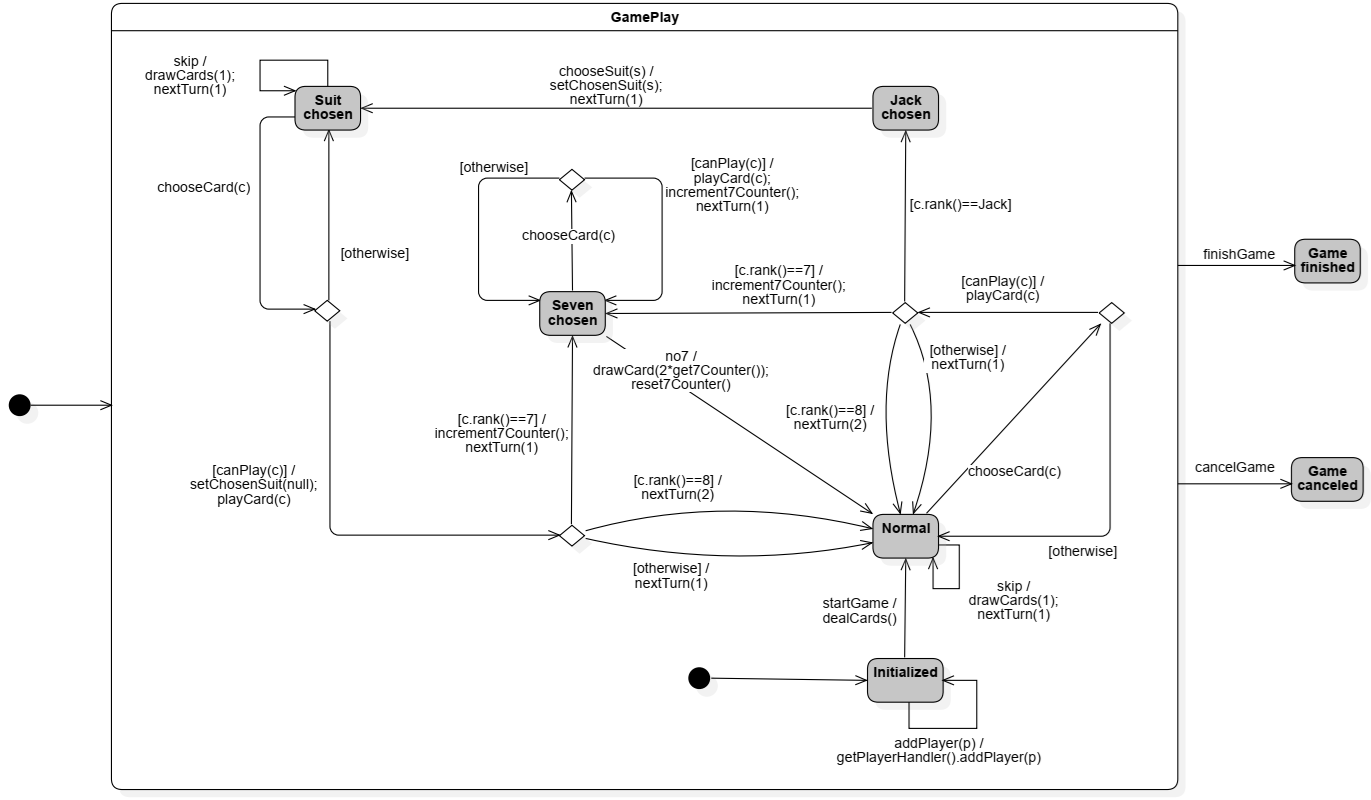 GamePlay
skip /
drawCards(1);
nextTurn(1)
Suit
chosen
chooseSuit(s) /
setChosenSuit(s);
nextTurn(1)
Jack
chosen
chooseCard(c)
[otherwise]
[otherwise]
[canPlay(c)] /
playCard(c);
increment7Counter();
nextTurn(1)
chooseCard(c)
[c.rank()==Jack]
finishGame
Game
finished
[c.rank()==7] /
increment7Counter();
nextTurn(1)
[canPlay(c)] /
playCard(c)
Seven
chosen
no7 /
drawCard(2*get7Counter());
reset7Counter()
[otherwise] /
nextTurn(1)
[c.rank()==8] /
nextTurn(2)
[c.rank()==7] /
increment7Counter();
nextTurn(1)
chooseCard(c)
cancelGame
Game
canceled
[canPlay(c)] /
setChosenSuit(null);
playCard(c)
[c.rank()==8] /
nextTurn(2)
Normal
[otherwise]
[otherwise] /
nextTurn(1)
skip /
drawCards(1);
nextTurn(1)
startGame /
dealCards()
Initialized
addPlayer(p) /
getPlayerHandler().addPlayer(p)